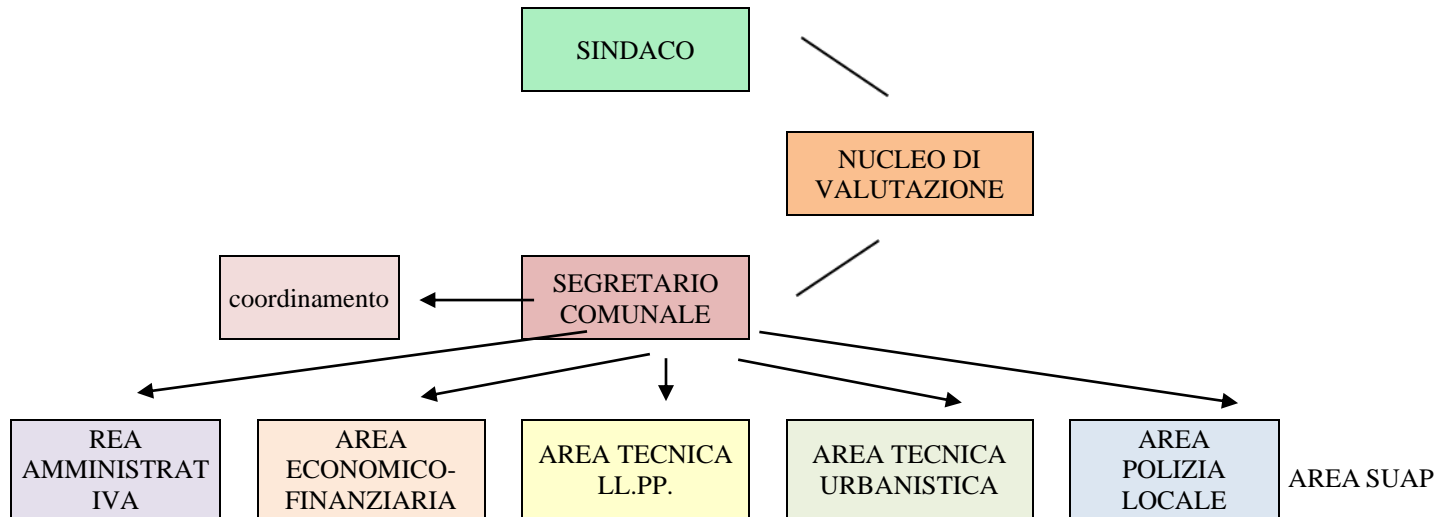 SINDACO
NUCLEO DI
VALUTAZIONE
coordinamento
SEGRETARIO
COMUNALE
REA
AMMINISTRAT
IVA
AREA
ECONOMICO-
FINANZIARIA
AREA TECNICA
LL.PP.
AREA TECNICA
URBANISTICA
AREA
POLIZIA
LOCALE
AREA SUAP